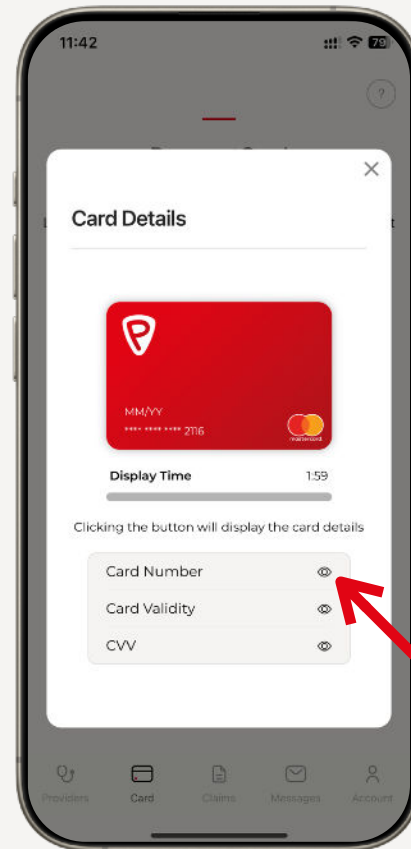 11:42
79
?
Card Details
P
MM/YY
**** **** **** 2116
mastercard
Display Time 1:59
Clicking the button will display the card details
Card Number
Card Validity
CVV
Providers Card Claims Messages Account